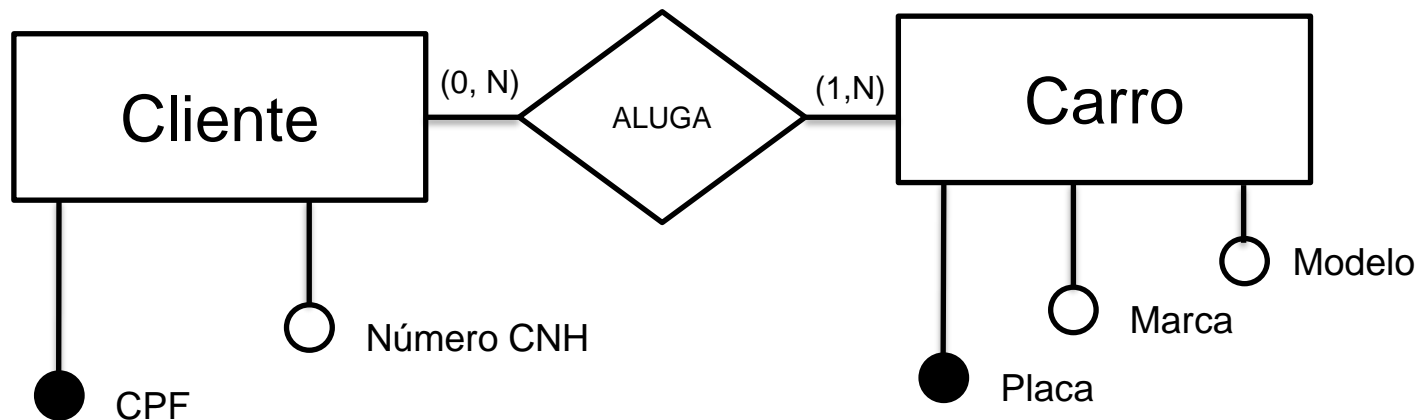 Cliente
(0, N)
ALUGA
(1,N)
Carro
Número CNH
CPF
Modelo
Marca
Placa